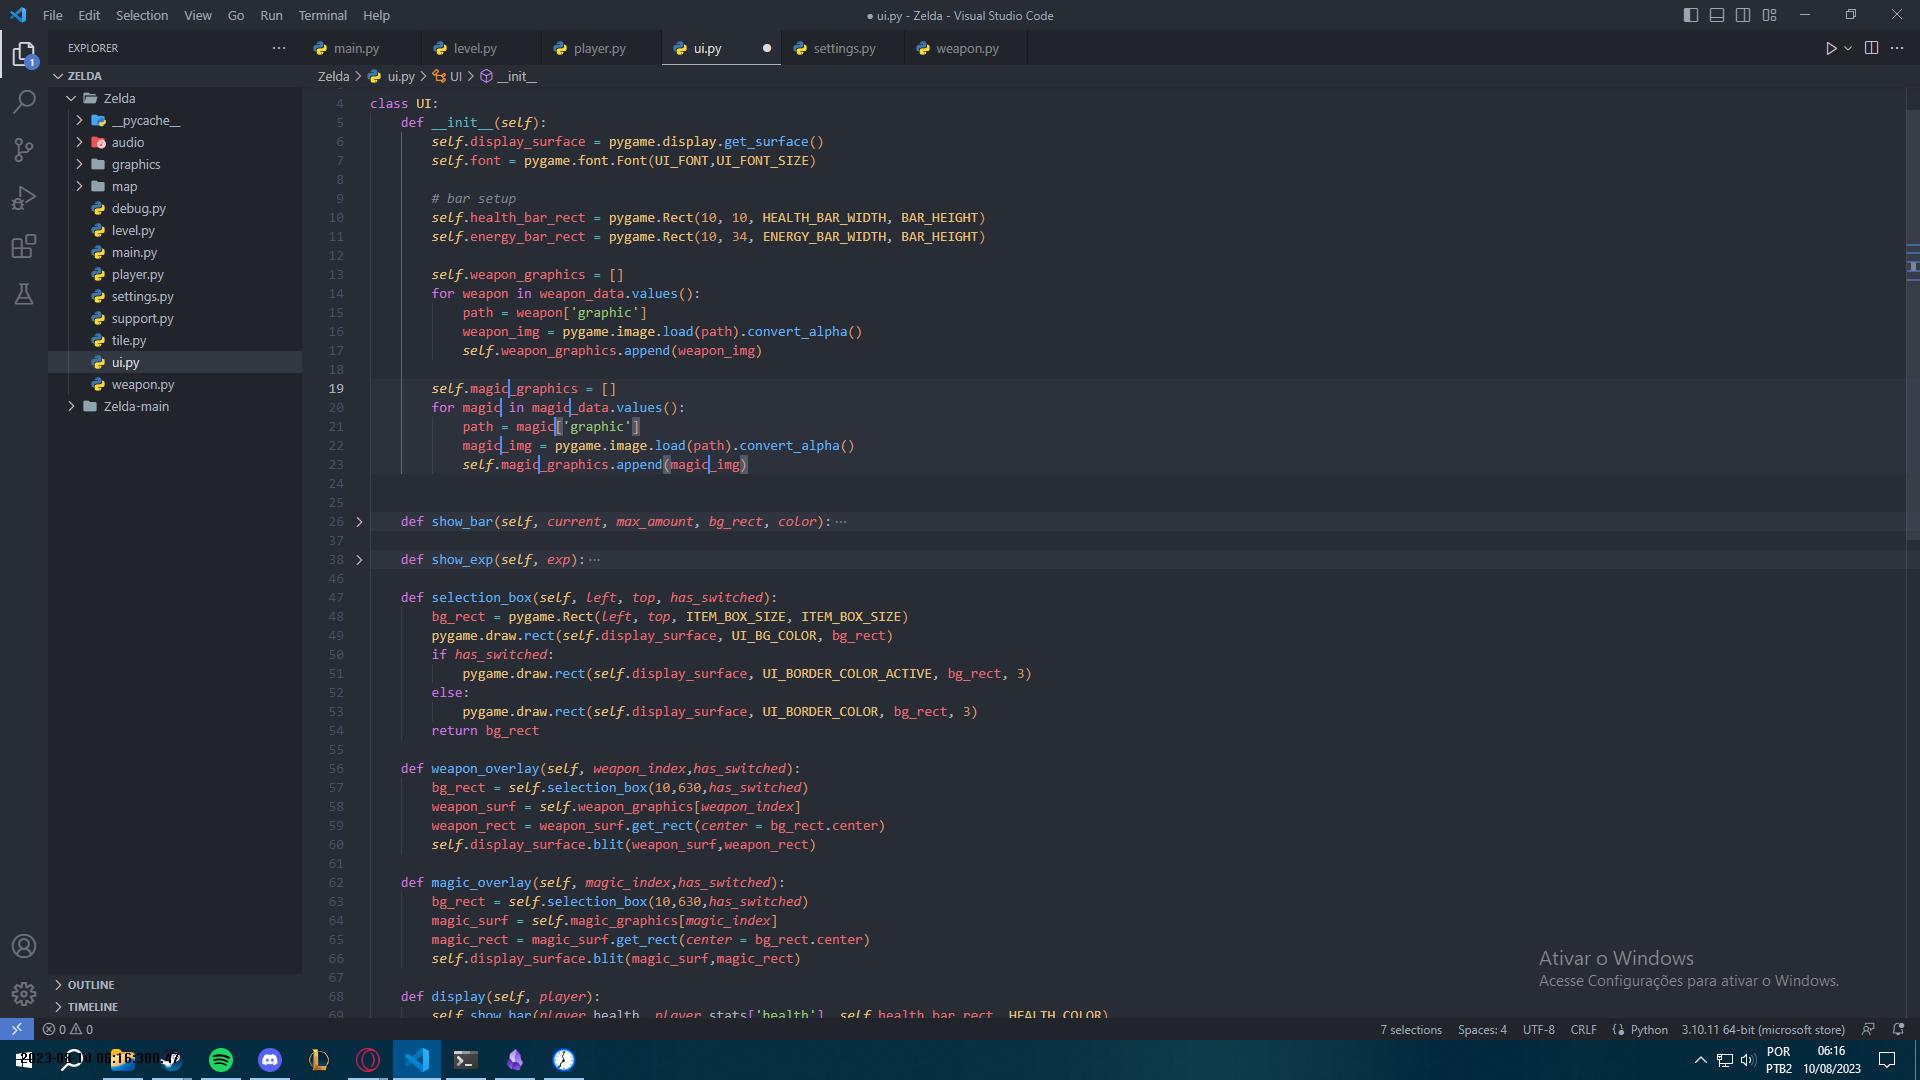 File Edit Selection View Go Run Terminal Help
● ui.py - Zelda - Visual Studio Code
EXPLORER
main.py level.py player.py ui.py settings.py weapon.py
Zelda > ui.py > UI > __init__
ZELDA
Zelda
__pycache__
audio
graphics
map
debug.py
level.py
main.py
player.py
settings.py
support.py
tile.py
ui.py
weapon.py
Zelda-main
OUTLINE
TIMELINE
1
4 class UI:
5 def __init__(self):
6 self.display_surface = pygame.display.get_surface()
7 self.font = pygame.font.Font(UI_FONT,UI_FONT_SIZE)
8
9 # bar setup
10 self.health_bar_rect = pygame.Rect(10, 10, HEALTH_BAR_WIDTH, BAR_HEIGHT)
11 self.energy_bar_rect = pygame.Rect(10, 34, ENERGY_BAR_WIDTH, BAR_HEIGHT)
12
13 self.weapon_graphics = []
14 for weapon in weapon_data.values():
15 path = weapon['graphic']
16 weapon_img = pygame.image.load(path).convert_alpha()
17 self.weapon_graphics.append(weapon_img)
18
19 self.magic_graphics = []
20 for magic in magic_data.values():
21 path = magic['graphic']
22 magic_img = pygame.image.load(path).convert_alpha()
23 self.magic_graphics.append(magic_img)
24
25
26 def show_bar(self, current, max_amount, bg_rect, color): ···
37
38 def show_exp(self, exp): ···
46
47 def selection_box(self, left, top, has_switched):
48 bg_rect = pygame.Rect(left, top, ITEM_BOX_SIZE, ITEM_BOX_SIZE)
49 pygame.draw.rect(self.display_surface, UI_BG_COLOR, bg_rect)
50 if has_switched:
51 pygame.draw.rect(self.display_surface, UI_BORDER_COLOR_ACTIVE, bg_rect, 3)
52 else:
53 pygame.draw.rect(self.display_surface, UI_BORDER_COLOR, bg_rect, 3)
54 return bg_rect
55
56 def weapon_overlay(self, weapon_index,has_switched):
57 bg_rect = self.selection_box(10,630,has_switched)
58 weapon_surf = self.weapon_graphics[weapon_index]
59 weapon_rect = weapon_surf.get_rect(center = bg_rect.center)
60 self.display_surface.blit(weapon_surf,weapon_rect)
61
62 def magic_overlay(self, magic_index,has_switched):
63 bg_rect = self.selection_box(10,630,has_switched)
64 magic_surf = self.magic_graphics[magic_index]
65 magic_rect = magic_surf.get_rect(center = bg_rect.center)
66 self.display_surface.blit(magic_surf,magic_rect)
67
68 def display(self, player):
69 self.show_bar(player.health, player.stats['health'], self.health_bar_rect, HEALTH_COLOR)
Ativar o Windows
Acesse Configurações para ativar o Windows.
0 0 7 selections Spaces: 4 UTF-8 CRLF Python 3.10.11 64-bit (microsoft store)
POR
PTB2
06:16
10/08/2023